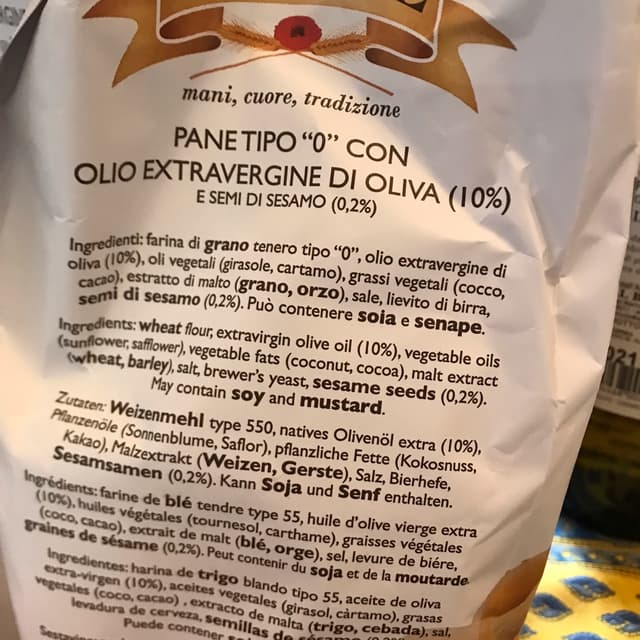 mani, cuore, tradizione
PANE TIPO "0" CON
OLIO EXTRAVERGINE DI OLIVA (10%)
E SEMI DI SESAMO (0,2%)
Ingredienti: farina di grano tenero tipo "0", olio extravergine di
oliva (10%), oli vegetali (girasole, cartamo), grassi vegetali (cocco,
cacao), estratto di malto (grano, orzo), sale, lievito di birra,
semi di sesamo (0,2%). Può contenere soia e senape.
Ingredients: wheat flour, extravirgin olive oil (10%), vegetable oils
(sunflower, safflower), vegetable fats (coconut, cocoa), malt extract
(wheat, barley), salt, brewer's yeast, sesame seeds (0,2%).
May contain soy and mustard.
Zutaten: Weizenmehl type 550, natives Olivenöl extra (10%),
Pflanzenöle (Sonnenblume, Saflor), pflanzliche Fette (Kokosnuss,
Kakao), Malzextrakt (Weizen, Gerste), Salz, Bierhefe,
Sesamsamen (0,2%). Kann Soja und Senf enthalten.
Ingrédients: farine de blé tendre type 55, huile d'olive vierge extra
(10%), huiles végétales (tournesol, carthame), graisses végétales
(coco, cacao), extrait de malt (blé, orge), sel, levure de biére,
graines de sésame (0,2%). Peut contenir du soja et de la moutarde.
Ingredientes: harina de trigo blando tipo 55, aceite de oliva
extra-virgen (10%), aceites vegetales (girasol, càrtamo), grasas
vegetales (coco, cacao) , extracto de malta (trigo, cebada), sal,
levadura de cerveza, semillas de sésamo
Puede contener
021